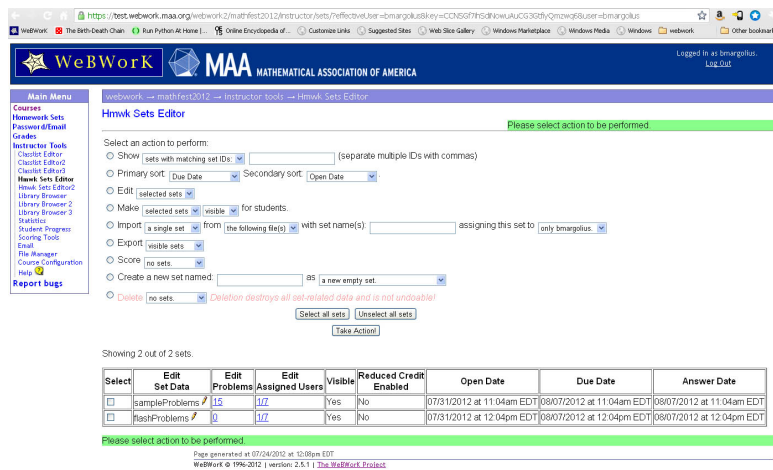 https://test.webwork.maa.org/webwork2/mathfest2012/instructor/sets/?effectiveUser=bmargolius&key=CCNSGf7ihSdiNowuAuCG3GtflyQmzwq6&user=bmargolius
WeBWorK The Birth-Death Chain Run Python At Home |... Online Encyclopedia of... Customize Links Suggested Sites Web Slice Gallery Windows Marketplace Windows Media Windows webwork Other bookmar
WeBWorK MAA MATHEMATICAL ASSOCIATION OF AMERICA
Logged in as bmargolius.
Log Out
Main Menu
Courses
Homework Sets
Password/Email
Grades
Instructor Tools
Classlist Editor
Classlist Editor2
Classlist Editor3
Hmwk Sets Editor
Hmwk Sets Editor2
Library Browser
Library Browser 2
Library Browser 3
Statistics
Student Progress
Scoring Tools
Email
File Manager
Course Configuration
Help
Report bugs
webwork → mathfest2012 → Instructor tools → Hmwk Sets Editor
Hmwk Sets Editor
Please select action to be performed.
Select an action to perform:
Show sets with matching set IDs: (separate multiple IDs with commas)
Primary sort: Due Date Secondary sort: Open Date .
Edit selected sets
Make selected sets visible for students.
Import a single set from the following file(s) with set name(s): assigning this set to only bmargolius.
Export visible sets
Score no sets.
Create a new set named: as a new empty set.
Delete no sets. Deletion destroys all set-related data and is not undoable!
Select all sets Unselect all sets
Take Action!
Showing 2 out of 2 sets.
Select Edit Set Data Edit Problems Edit Assigned Users Visible Reduced Credit Enabled Open Date Due Date Answer Date
sampleProblems 15 1/7 Yes No 07/31/2012 at 11:04am EDT 08/07/2012 at 11:04am EDT 08/07/2012 at 11:04am EDT
flashProblems 0 1/7 Yes No 07/31/2012 at 12:04pm EDT 08/07/2012 at 12:04pm EDT 08/07/2012 at 12:04pm EDT
Please select action to be performed.
Page generated at 07/24/2012 at 12:08pm EDT
WeBWorK © 1996-2012 | version: 2.5.1 | The WeBWorK Project